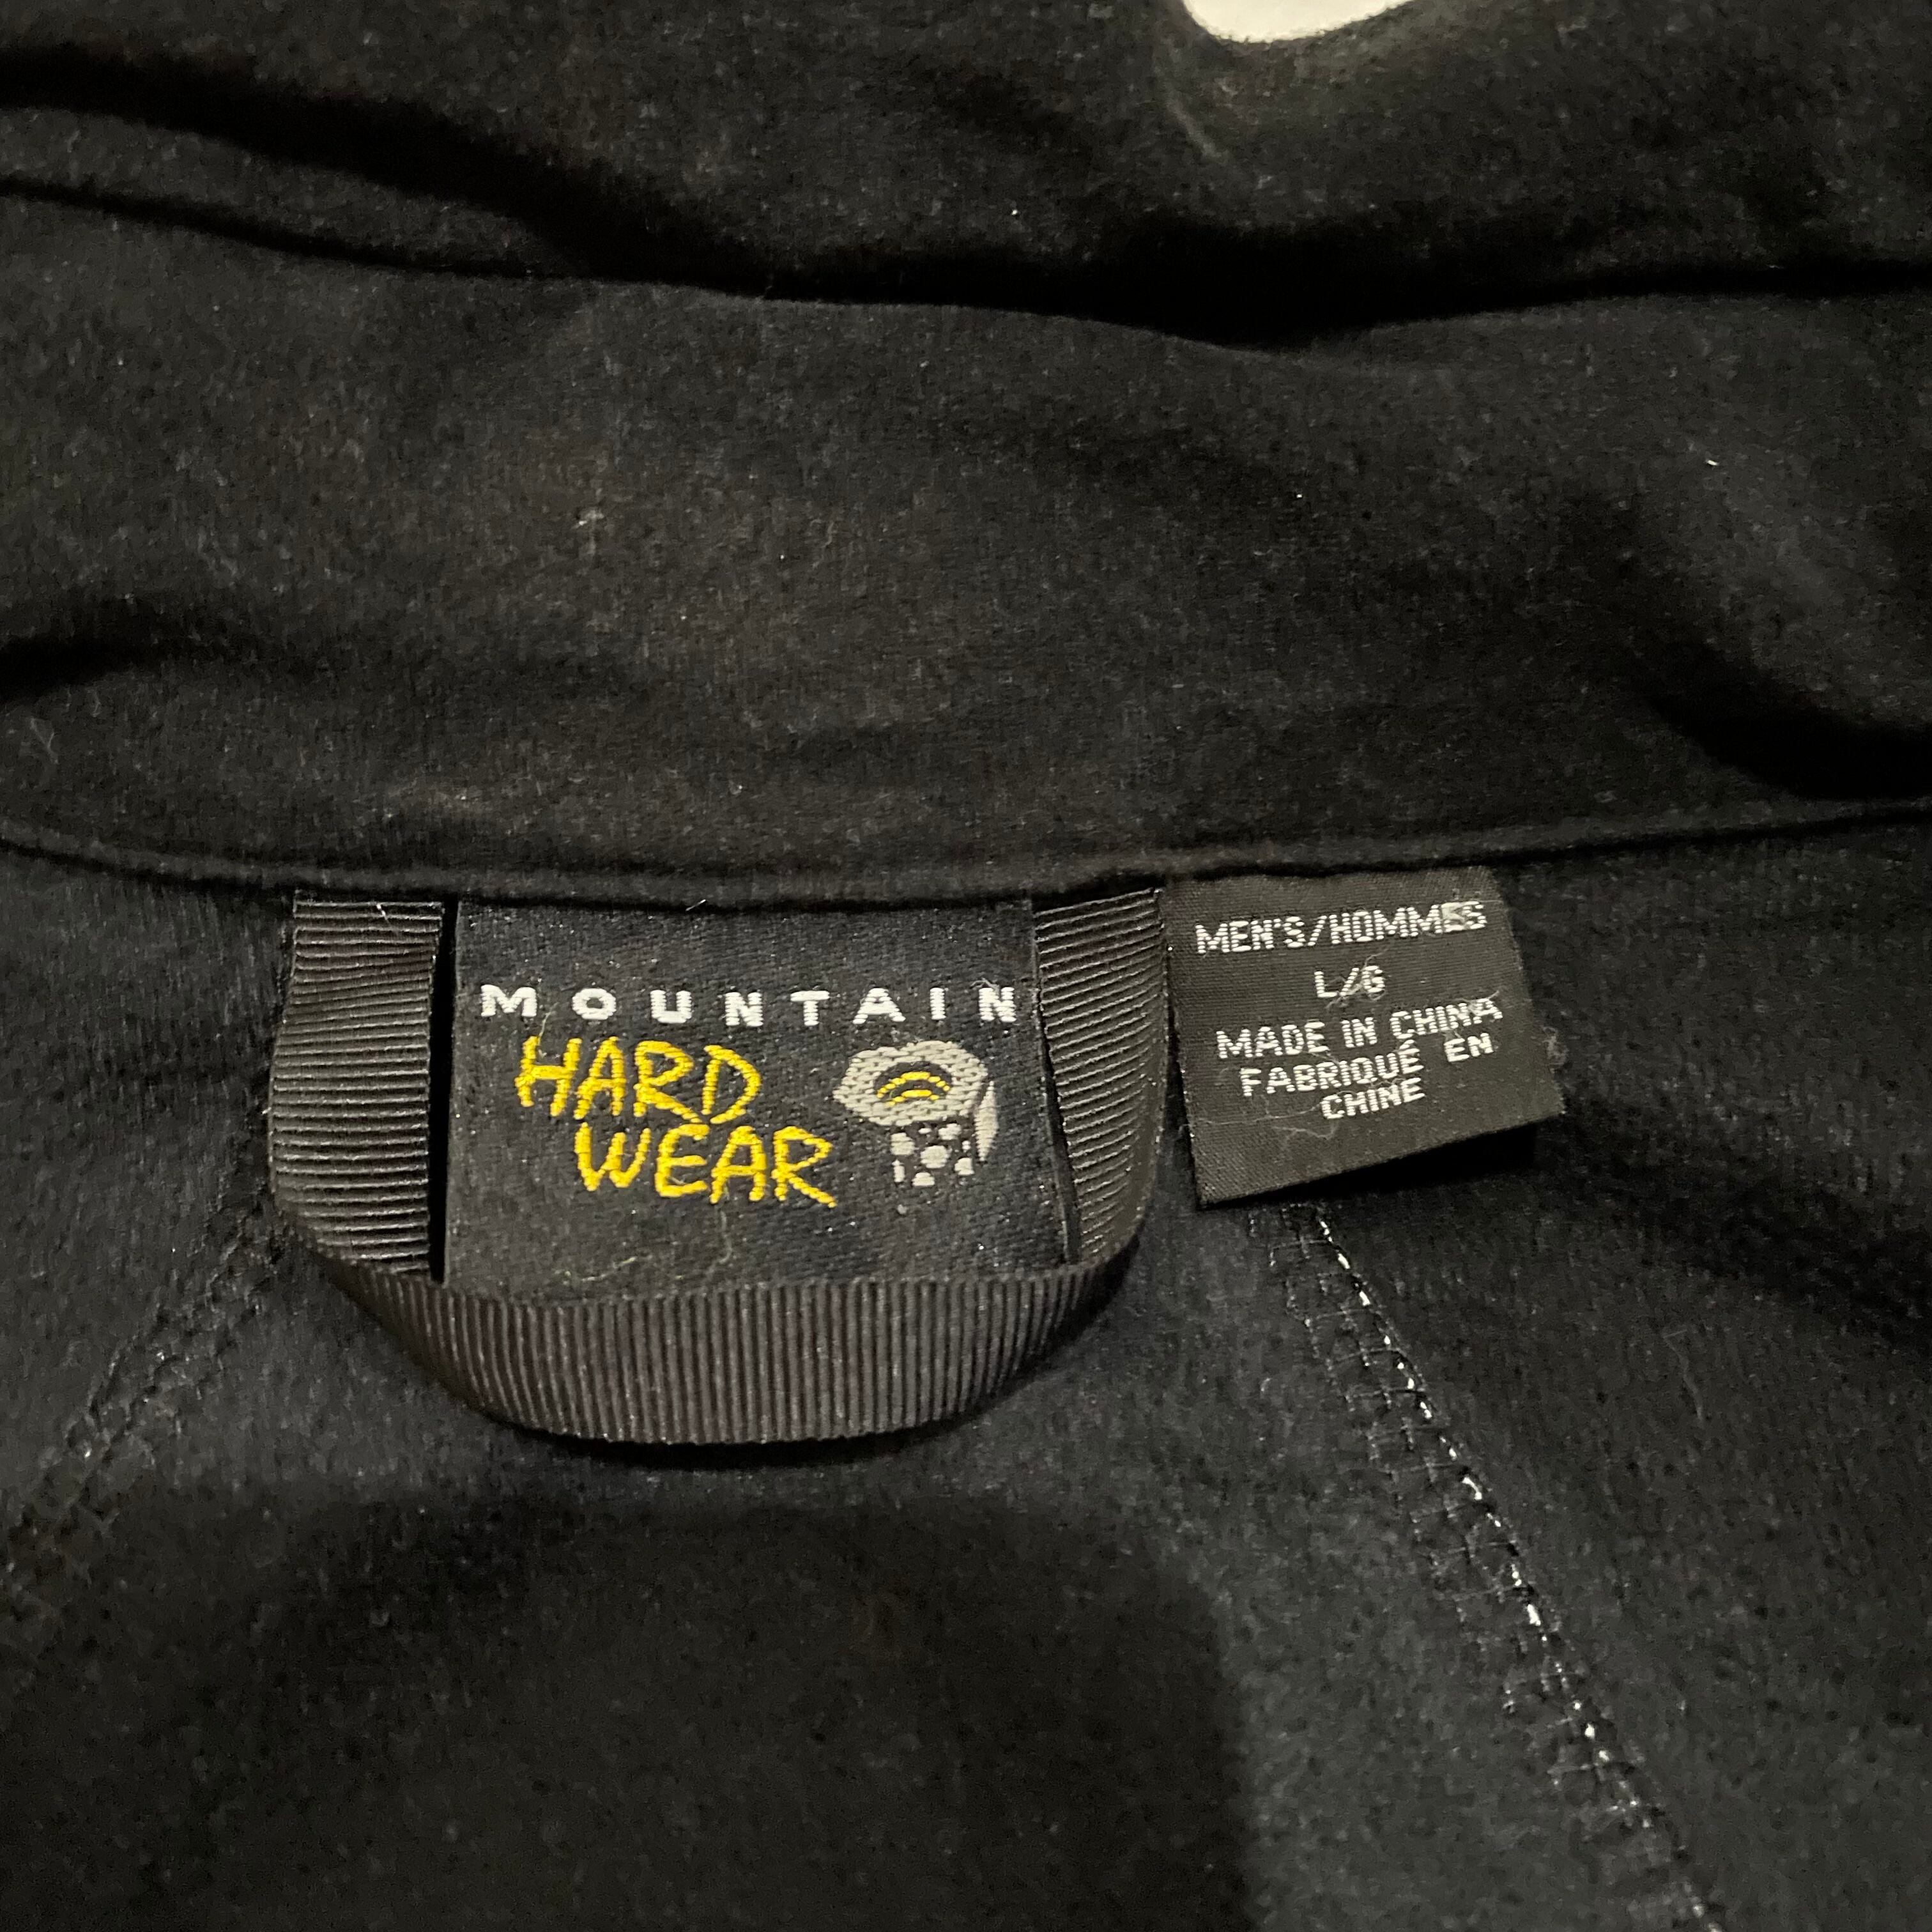 MOUNTAIN
HARD
WEAR
MEN'S/HOMMES
L/G
MADE IN CHINA
FABRIQUÉ EN
CHINE